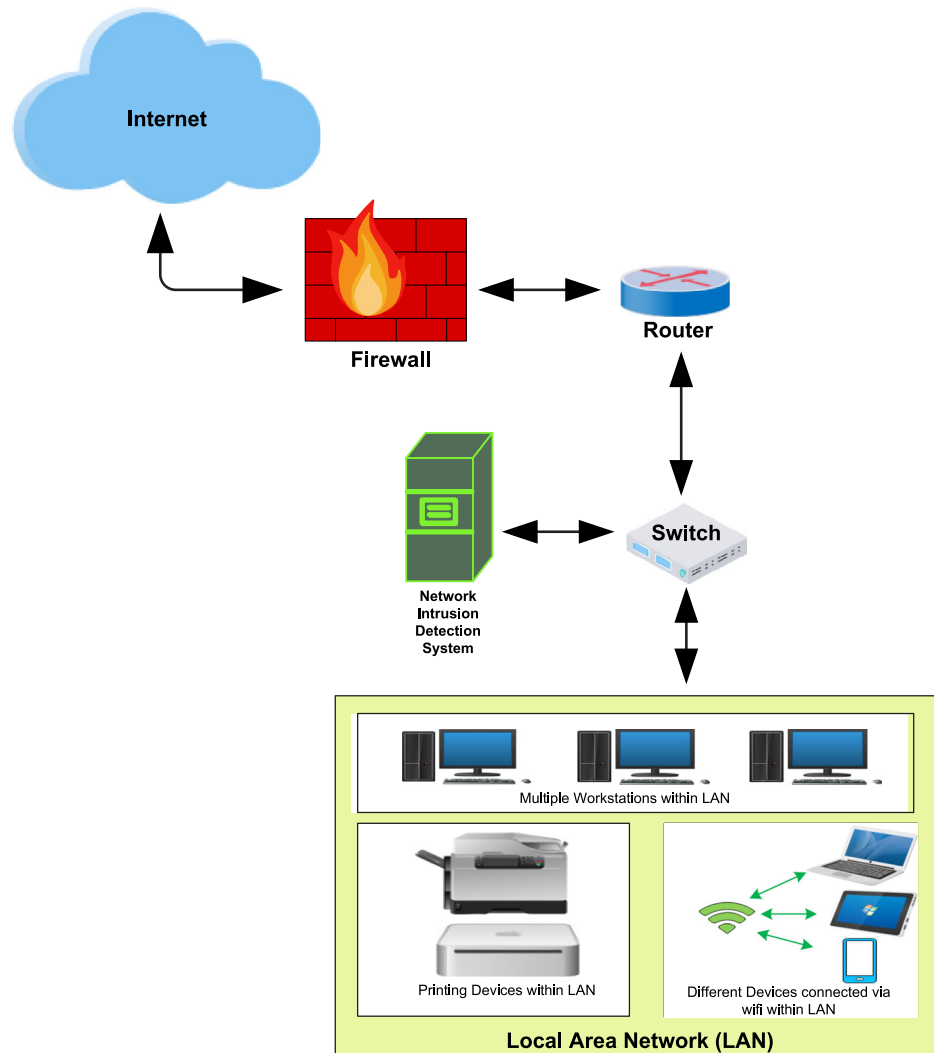 Internet
Firewall
Router
Switch
Network
Intrusion
Detection
System
Multiple Workstations within LAN
Printing Devices within LAN
Different Devices connected via
wifi within LAN
Local Area Network (LAN)